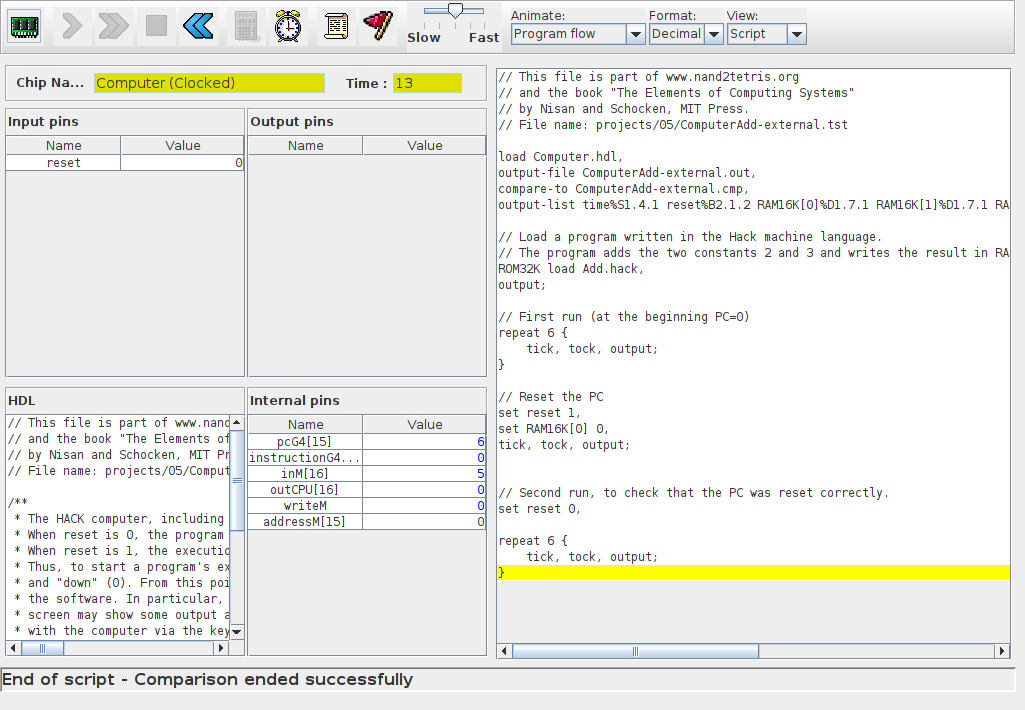 Slow Fast
Animate: Format: View:
Program flow Decimal Script
Chip Na... Computer (Clocked) Time : 13
Input pins
Name Value
reset 0
Output pins
Name Value
HDL
// This file is part of www.nand
// and the book "The Elements of
// by Nisan and Schocken, MIT Pr
// File name: projects/05/Comput
/**
* The HACK computer, including
* When reset is 0, the program
* When reset is 1, the executio
* Thus, to start a program's ex
* and "down" (0). From this poi
* the software. In particular,
* screen may show some output a
* with the computer via the key
Internal pins
Name Value
pcG4[15] 6
instructionG4... 0
inM[16] 5
outCPU[16] 0
writeM 0
addressM[15] 0
// This file is part of www.nand2tetris.org
// and the book "The Elements of Computing Systems"
// by Nisan and Schocken, MIT Press.
// File name: projects/05/ComputerAdd-external.tst
load Computer.hdl,
output-file ComputerAdd-external.out,
compare-to ComputerAdd-external.cmp,
output-list time%S1.4.1 reset%B2.1.2 RAM16K[0]%D1.7.1 RAM16K[1]%D1.7.1 RA
// Load a program written in the Hack machine language.
// The program adds the two constants 2 and 3 and writes the result in RA
ROM32K load Add.hack,
output;
// First run (at the beginning PC=0)
repeat 6 {
tick, tock, output;
}
// Reset the PC
set reset 1,
set RAM16K[0] 0,
tick, tock, output;
// Second run, to check that the PC was reset correctly.
set reset 0,
repeat 6 {
tick, tock, output;
}
End of script - Comparison ended successfully